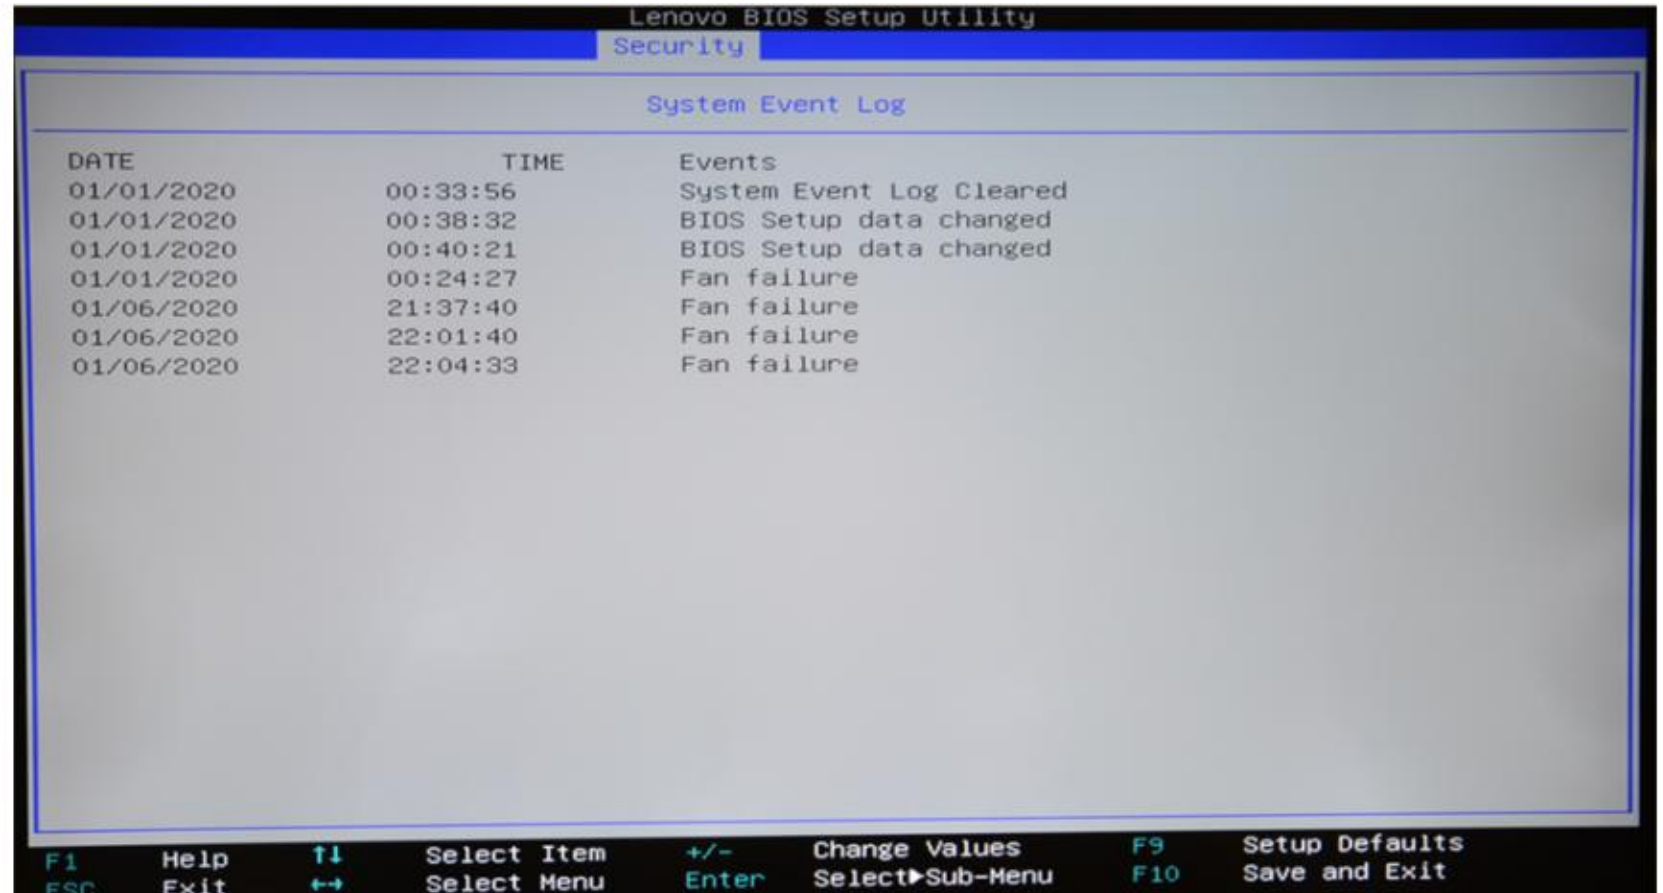 Lenovo BIOS Setup Utility
Security
System Event Log
DATE TIME Events
01/01/2020 00:33:56 System Event Log Cleared
01/01/2020 00:38:32 BIOS Setup data changed
01/01/2020 00:40:21 BIOS Setup data changed
01/01/2020 00:24:27 Fan failure
01/06/2020 21:37:40 Fan failure
01/06/2020 22:01:40 Fan failure
01/06/2020 22:04:33 Fan failure
F1 Help ↑↓ Select Item +/- Change Values F9 Setup Defaults
ESC Exit ←→ Select Menu Enter Select▶Sub-Menu F10 Save and Exit